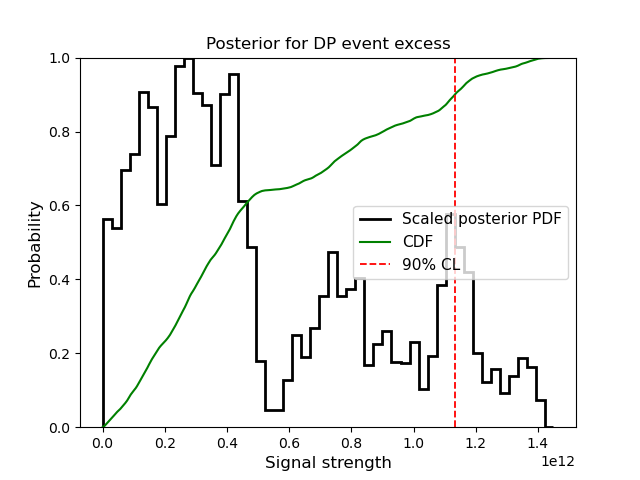 Posterior for DP event excess
1.0
0.8
0.6
0.4
0.2
0.0
Probability
Scaled posterior PDF
CDF
90% CL
0.0 0.2 0.4 0.6 0.8 1.0 1.2 1.4
1e12
Signal strength